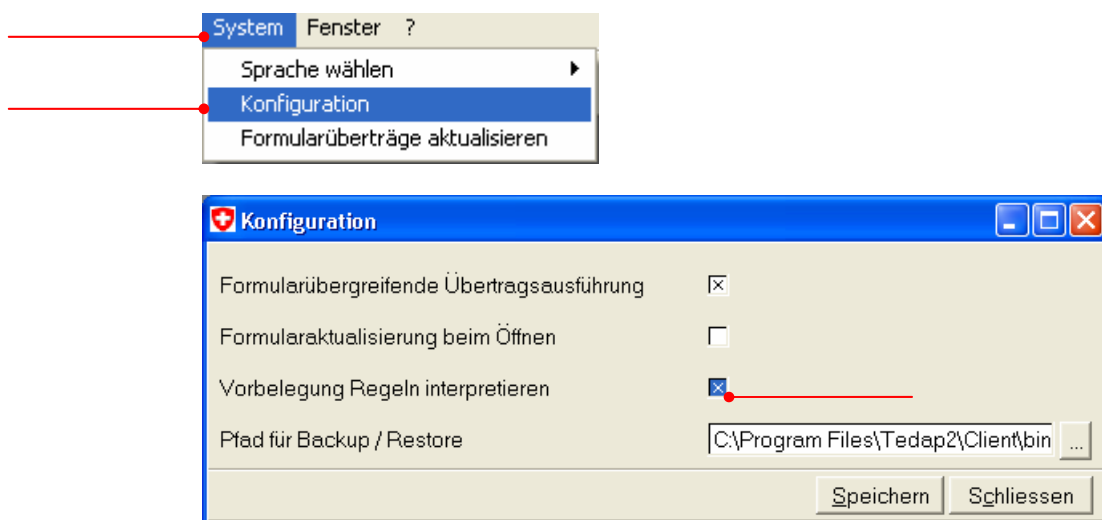 System Fenster ?
Sprache wählen
Konfiguration
Formularüberträge aktualisieren
Konfiguration
Formularübergreifende Übertragsausführung
Formularaktualisierung beim Öffnen
Vorbelegung Regeln interpretieren
Pfad für Backup / Restore C:\Program Files\Tedap2\Client\bin ...
Speichern Schliessen